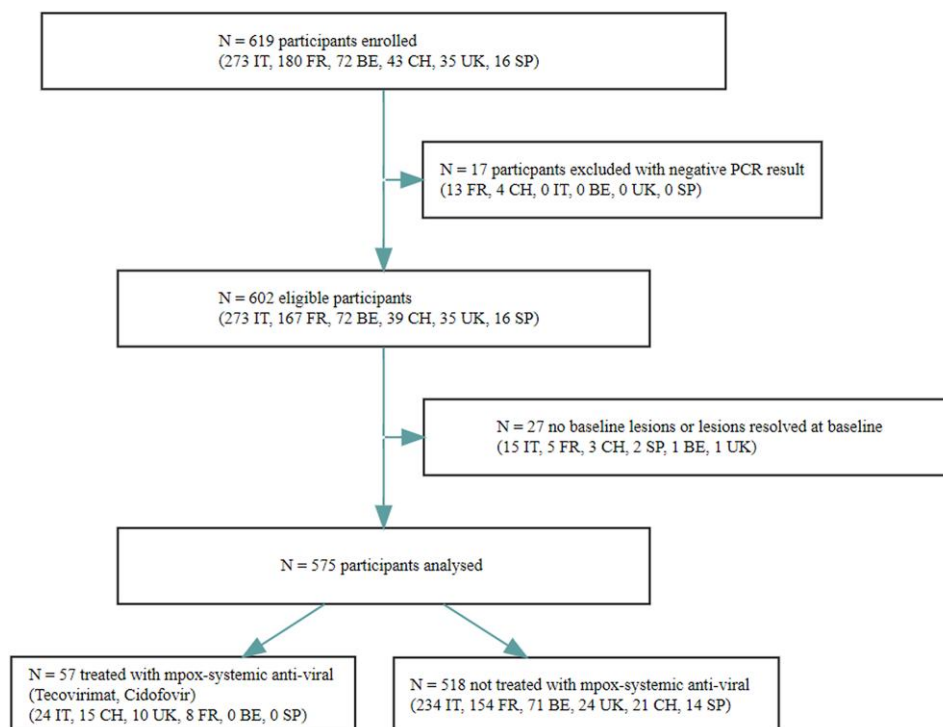 N = 619 participants enrolled
(273 IT, 180 FR, 72 BE, 43 CH, 35 UK, 16 SP)
N = 17 particpants excluded with negative PCR result
(13 FR, 4 CH, 0 IT, 0 BE, 0 UK, 0 SP)
N = 602 eligible participants
(273 IT, 167 FR, 72 BE, 39 CH, 35 UK, 16 SP)
N = 27 no baseline lesions or lesions resolved at baseline
(15 IT, 5 FR, 3 CH, 2 SP, 1 BE, 1 UK)
N = 575 participants analysed
N = 57 treated with mpox-systemic anti-viral
(Tecovirimat, Cidofovir)
(24 IT, 15 CH, 10 UK, 8 FR, 0 BE, 0 SP)
N = 518 not treated with mpox-systemic anti-viral
(234 IT, 154 FR, 71 BE, 24 UK, 21 CH, 14 SP)